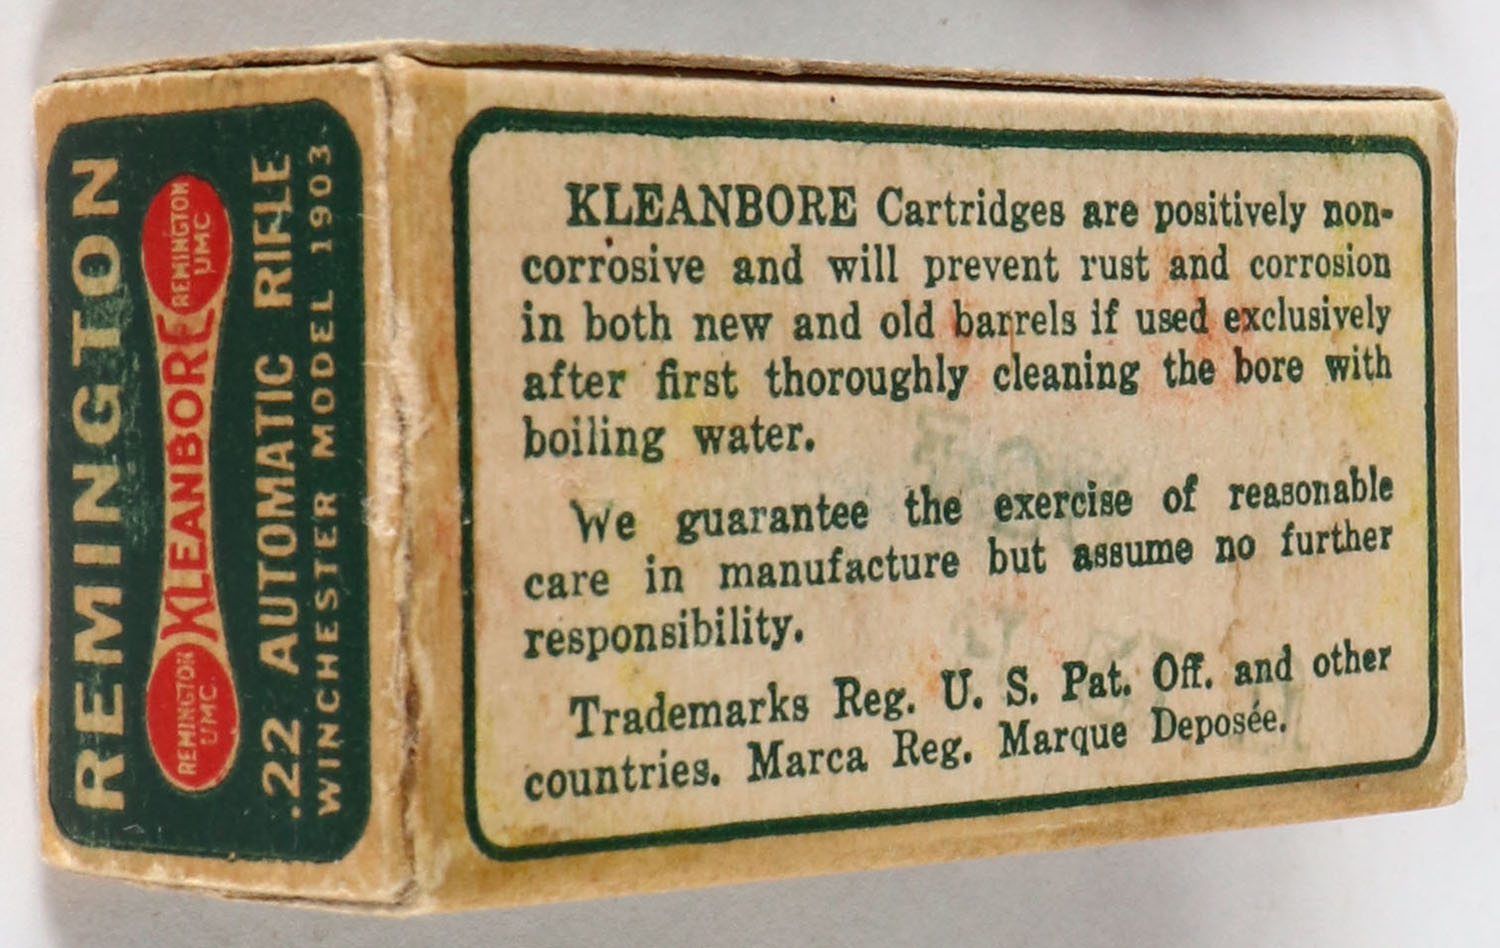 REMINGTON
REMINGTON
UMC.
KLEANBORE
REMINGTON
UMC
.22 AUTOMATIC RIFLE
WINCHESTER MODEL 1903.
KLEANBORE Cartridges are positively non-
corrosive and will prevent rust and corrosion
in both new and old barrels if used exclusively
after first thoroughly cleaning the bore with
boiling water.
We guarantee the exercise of reasonable
care in manufacture but assume no further
responsibility.
Trademarks Reg. U. S. Pat. Off. and other
countries. Marca Reg. Marque Deposée.